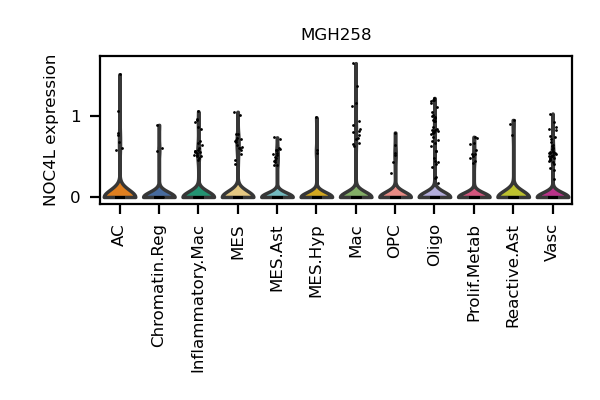 MGH258
NOC4L expression
1
0
AC
Chromatin.Reg
Inflammatory.Mac
MES
MES.Ast
MES.Hyp
Mac
OPC
Oligo
Prolif.Metab
Reactive.Ast
Vasc